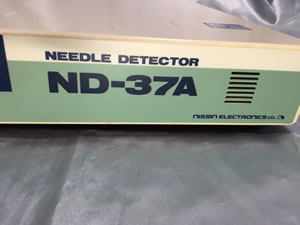 NEEDLE DETECTOR
ND-37A
NISSIN ELECTRONICS CO.